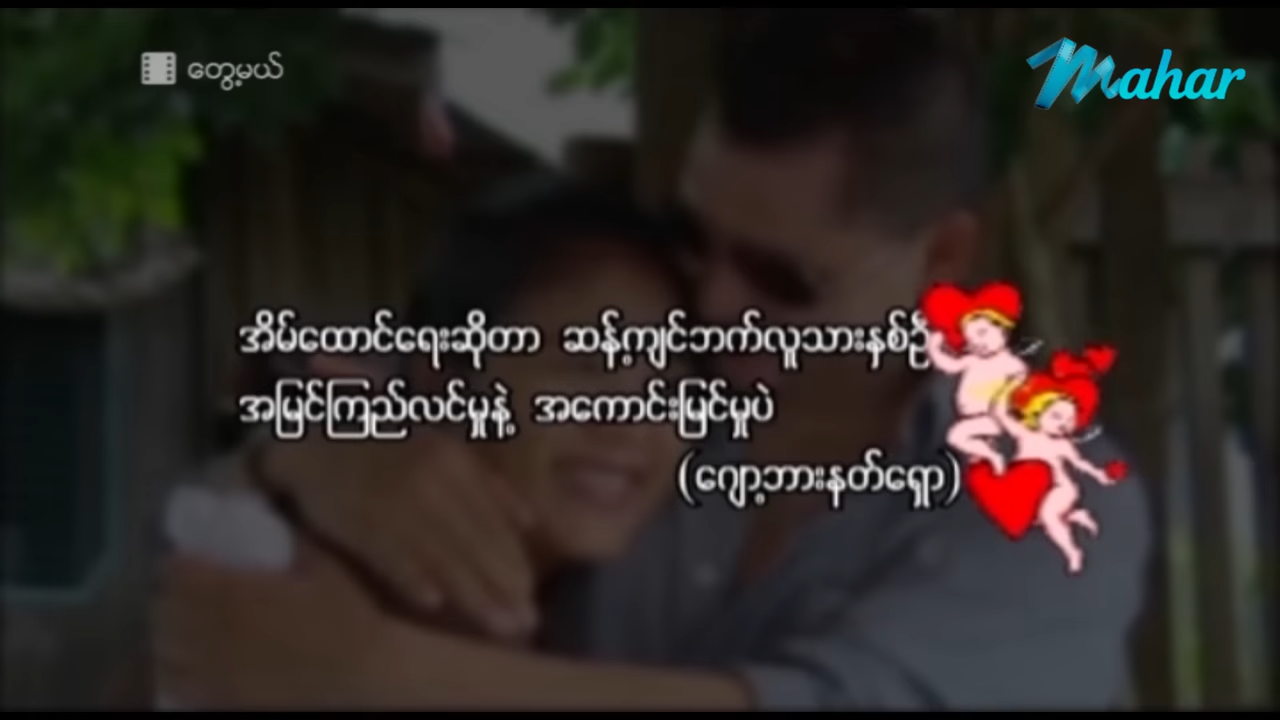 တွေ့မယ်
Mahar
အိမ်ထောင်ရေးဆိုတာ ဆန့်ကျင်ဘက်လူသားနှစ်ဦး
အမြင်ကြည်လင်မှုနဲ့ အကောင်းမြင်မှုပဲ
(ဂျော့ဘားနတ်ရှော)